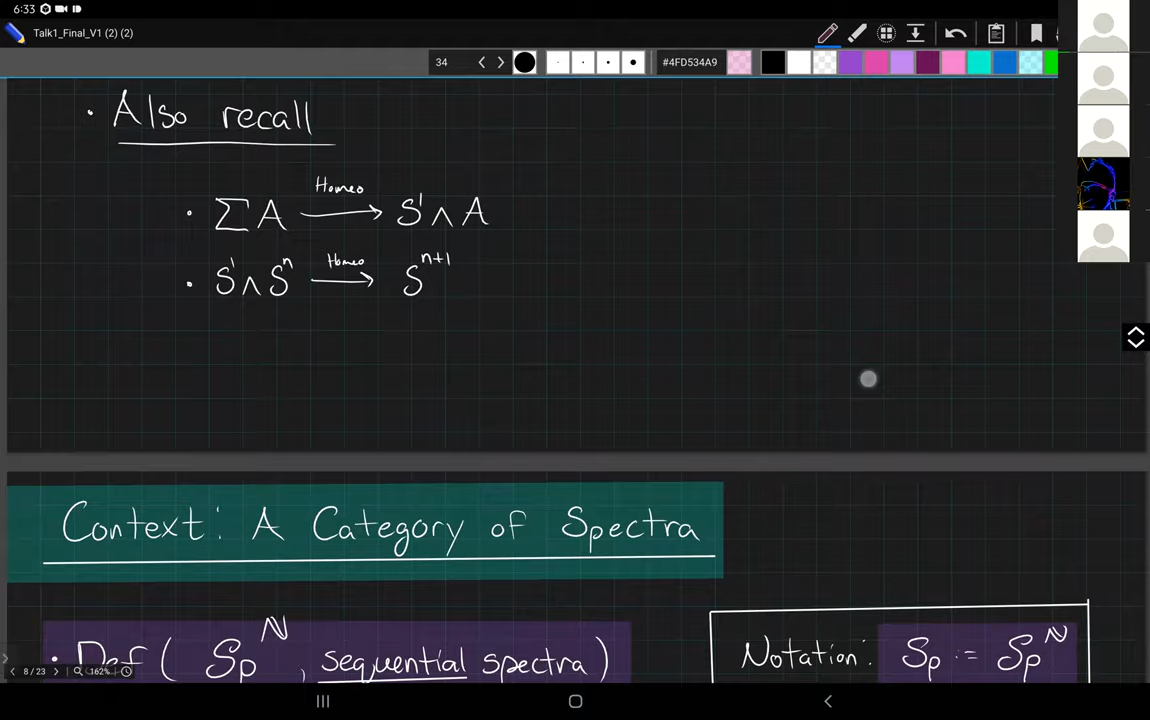 6:33
Talk1_Final_V1 (2) (2)
34
#4FD534A9
• Also recall
• ΣA —Homeo→ S¹ ∧ A
• S¹ ∧ Sⁿ —Homeo→ Sⁿ⁺¹
Context: A Category of Spectra
• Def ( Sp^ℕ, sequential spectra)
Notation: Sp := Sp^ℕ
8 / 23
162%